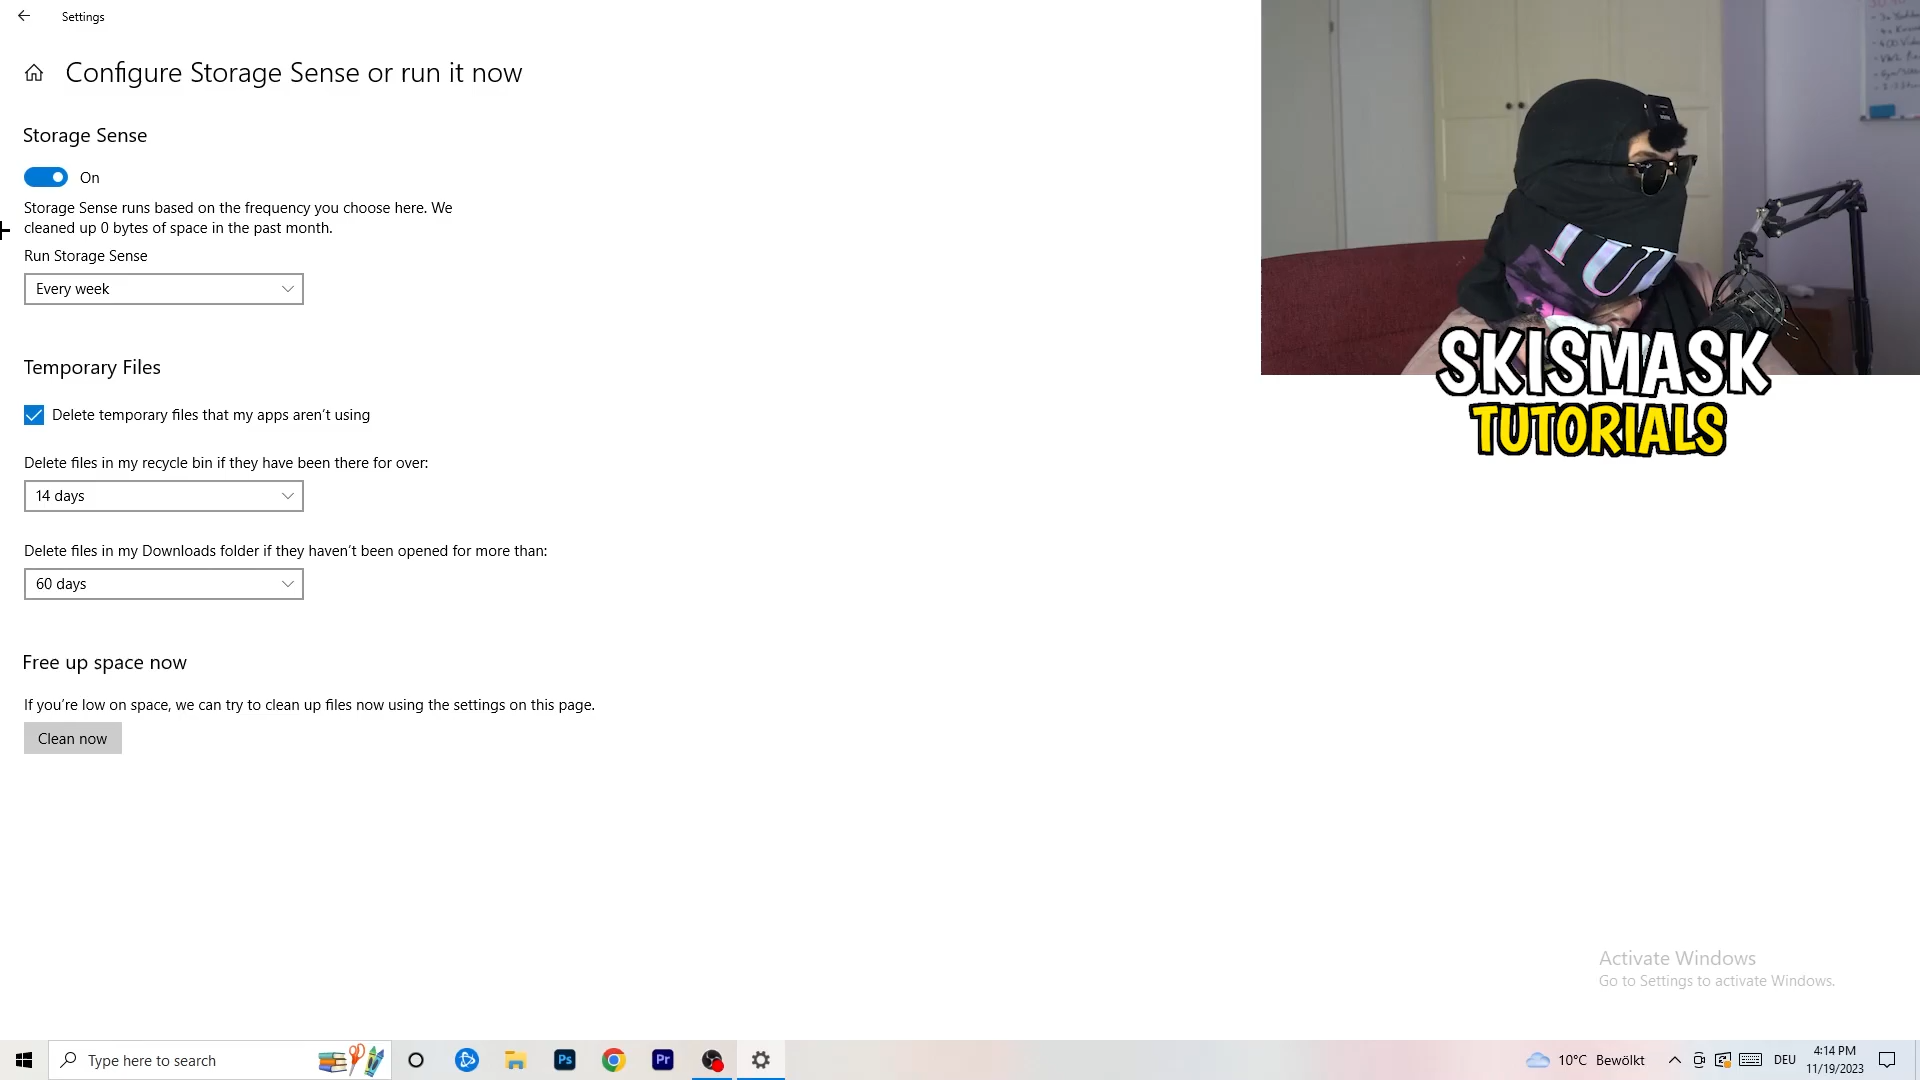 Settings
Configure Storage Sense or run it now
Storage Sense
On
Storage Sense runs based on the frequency you choose here. We
cleaned up 0 bytes of space in the past month.
Run Storage Sense
Every week
Temporary Files
Delete temporary files that my apps aren't using
Delete files in my recycle bin if they have been there for over:
14 days
Delete files in my Downloads folder if they haven't been opened for more than:
60 days
Free up space now
If you're low on space, we can try to clean up files now using the settings on this page.
Clean now
SKISMASK
TUTORIALS
Activate Windows
Go to Settings to activate Windows.
Type here to search
Ps
Pr
10°C Bewölkt
DEU
4:14 PM
11/19/2023